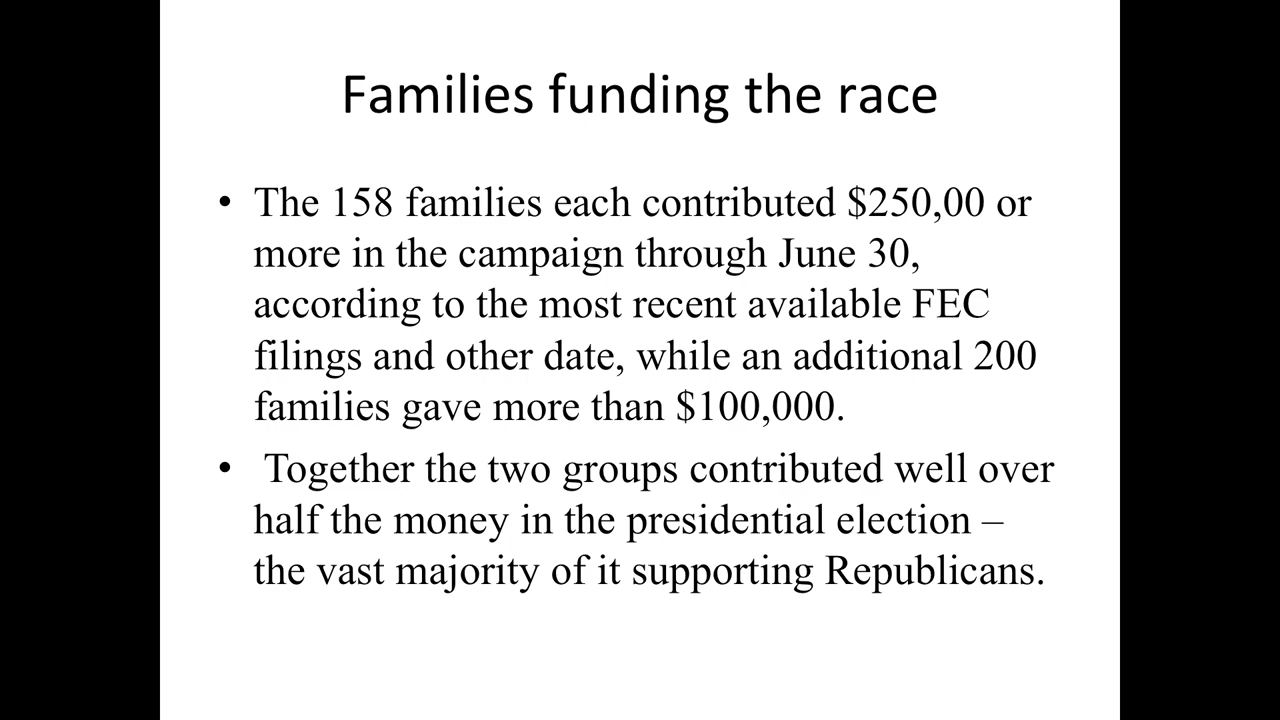 Families funding the race
• The 158 families each contributed $250,00 or
more in the campaign through June 30,
according to the most recent available FEC
filings and other date, while an additional 200
families gave more than $100,000.
• Together the two groups contributed well over
half the money in the presidential election –
the vast majority of it supporting Republicans.